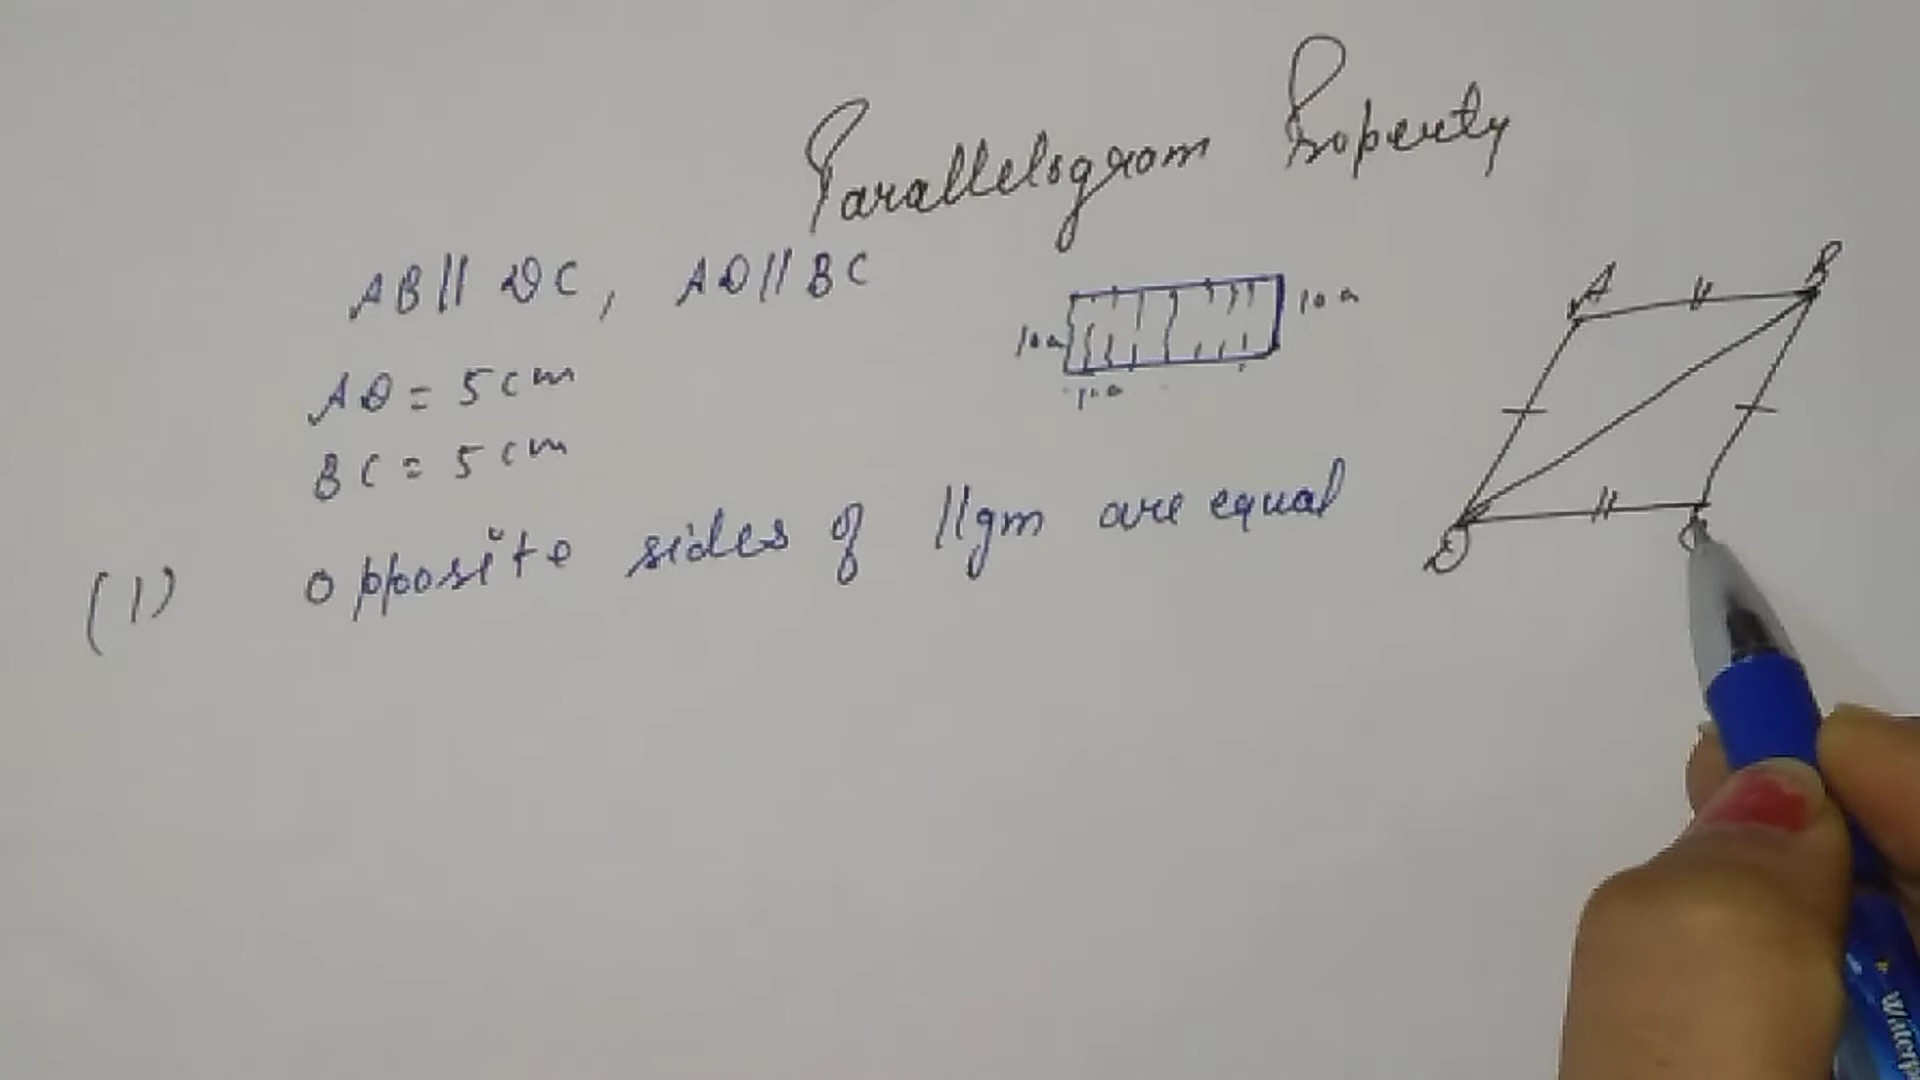 Parallelogram Property
AB || DC, AD || BC
AD = 5 cm
BC = 5 cm
(1) opposite sides of ||gm are equal
A
B
D
C